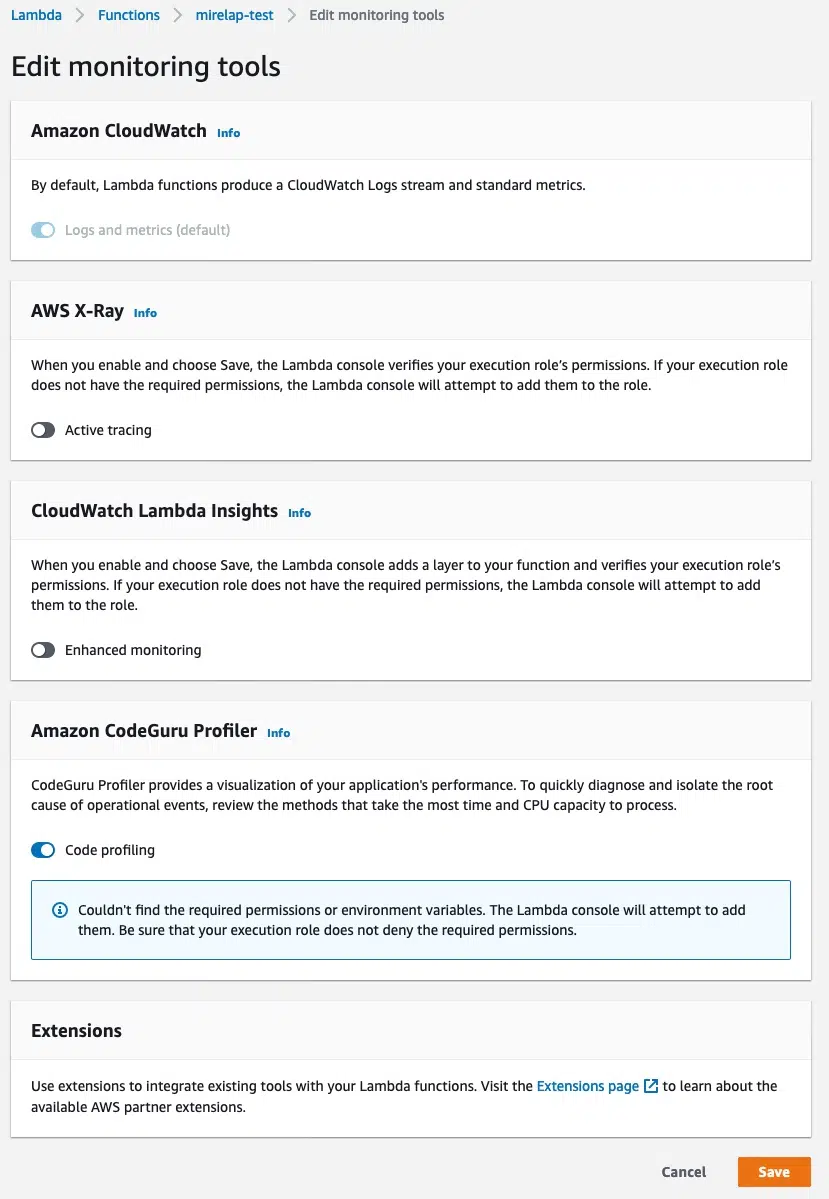 Lambda > Functions > mirelap-test > Edit monitoring tools
Edit monitoring tools
Amazon CloudWatch Info
By default, Lambda functions produce a CloudWatch Logs stream and standard metrics.
Logs and metrics (default)
AWS X-Ray Info
When you enable and choose Save, the Lambda console verifies your execution role’s permissions. If your execution role
does not have the required permissions, the Lambda console will attempt to add them to the role.
Active tracing
CloudWatch Lambda Insights Info
When you enable and choose Save, the Lambda console adds a layer to your function and verifies your execution role’s
permissions. If your execution role does not have the required permissions, the Lambda console will attempt to add
them to the role.
Enhanced monitoring
Amazon CodeGuru Profiler Info
CodeGuru Profiler provides a visualization of your application's performance. To quickly diagnose and isolate the root
cause of operational events, review the methods that take the most time and CPU capacity to process.
Code profiling
Couldn't find the required permissions or environment variables. The Lambda console will attempt to add
them. Be sure that your execution role does not deny the required permissions.
Extensions
Use extensions to integrate existing tools with your Lambda functions. Visit the Extensions page to learn about the
available AWS partner extensions.
Cancel Save